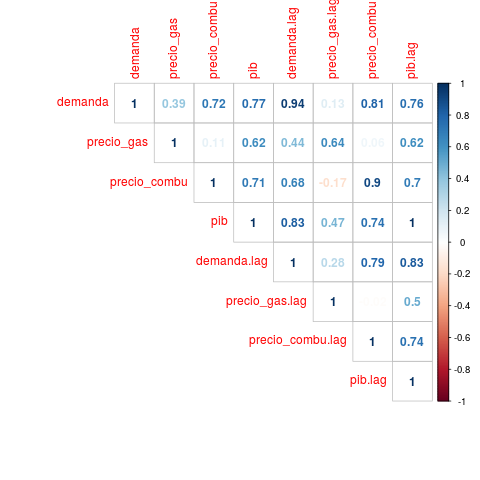 demanda
precio_gas
precio_combu
pib
demanda.lag
precio_gas.lag
precio_combu
pib.lag
demanda 1 0.39 0.72 0.77 0.94 0.13 0.81 0.76
precio_gas 1 0.11 0.62 0.44 0.64 0.06 0.62
precio_combu 1 0.71 0.68 -0.17 0.9 0.7
pib 1 0.83 0.47 0.74 1
demanda.lag 1 0.28 0.79 0.83
precio_gas.lag 1 0.5
precio_combu.lag 1 0.74
pib.lag 1
1
0.8
0.6
0.4
0.2
0
-0.2
-0.4
-0.6
-0.8
-1